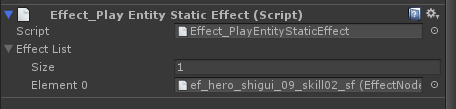 Effect_Play Entity Static Effect (Script)
Script Effect_PlayEntityStaticEffect
Effect List
Size 1
Element 0 ef_hero_shigui_09_skill02_sf (EffectNode